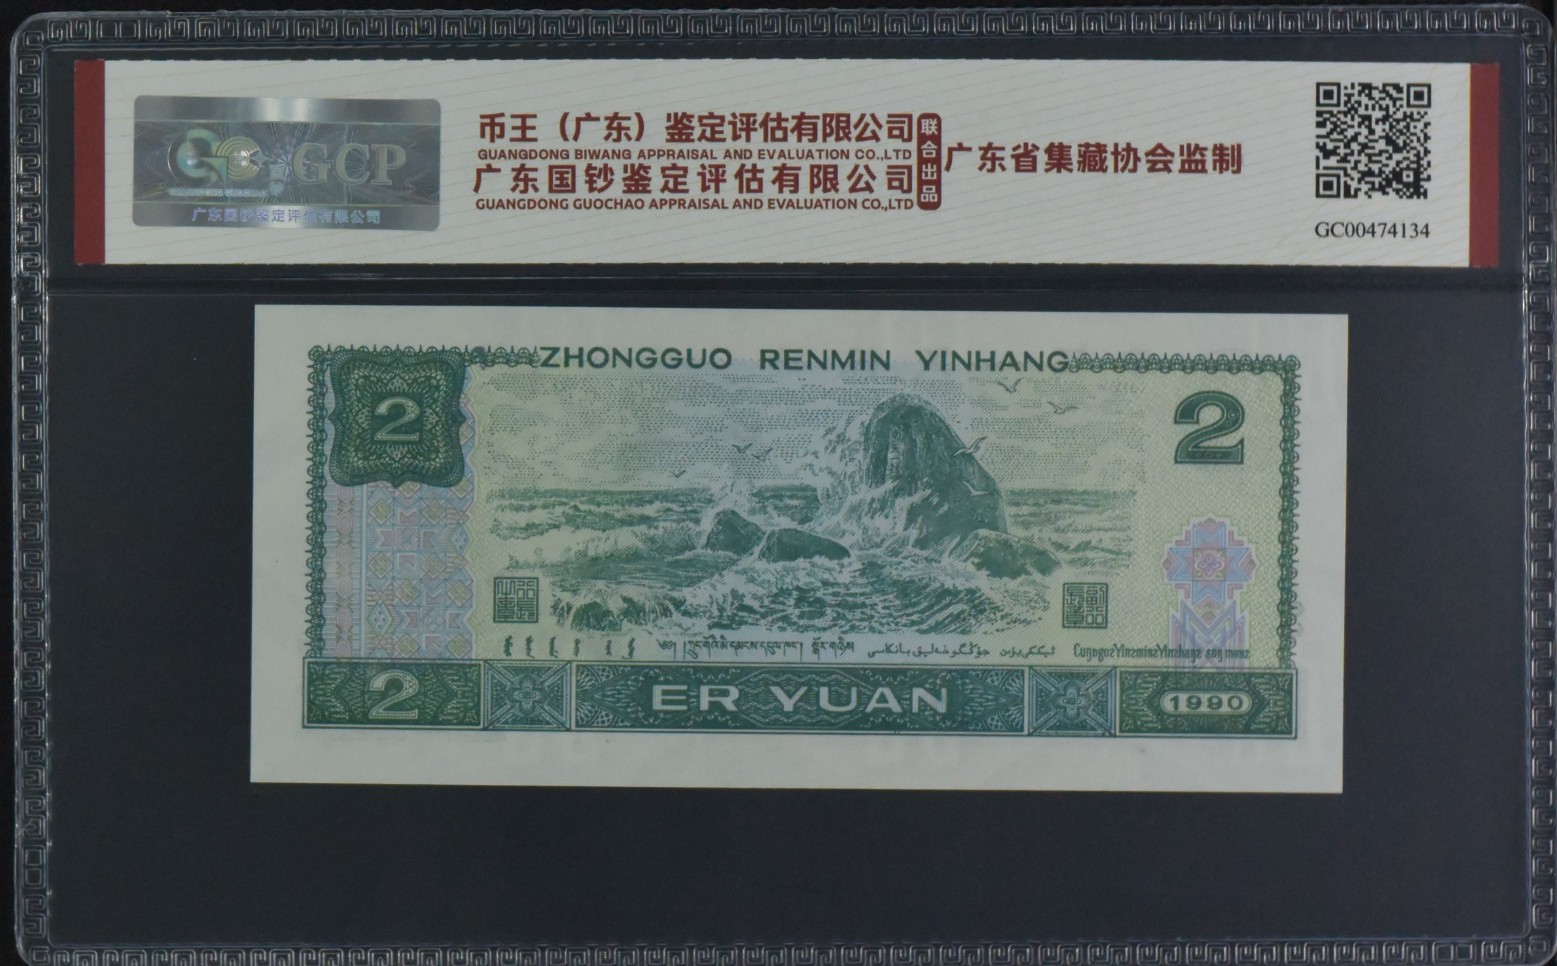 GCP
广东国钞鉴定评估有限公司
币王（广东）鉴定评估有限公司
GUANGDONG BIWANG APPRAISAL AND EVALUATION CO.,LTD
广东国钞鉴定评估有限公司
GUANGDONG GUOCHAO APPRAISAL AND EVALUATION CO.,LTD
联合出品
广东省集藏协会监制
GC00474134
ZHONGGUO RENMIN YINHANG
2
2
2
ER YUAN
1990